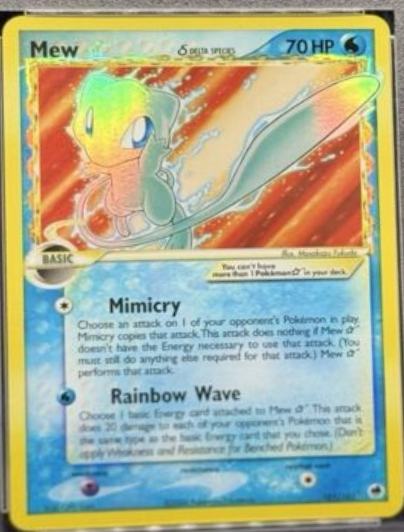 Mew δ DELTA SPECIES 70 HP
Illus. Masakazu Fukuda
BASIC
You can't have
more than 1 Pokémon ☆ in your deck.
Mimicry
Choose an attack on 1 of your opponent's Pokémon in play.
Mimicry copies that attack. This attack does nothing if Mew ☆
doesn't have the Energy necessary to use that attack. (You
must still do anything else required for that attack.) Mew ☆
performs that attack.
Rainbow Wave
Choose 1 basic Energy card attached to Mew ☆. This attack
does 20 damage to each of your opponent's Pokémon that is
the same type as the basic Energy card that you chose. (Don't
apply Weakness and Resistance for Benched Pokémon.)
weakness resistance retreat cost